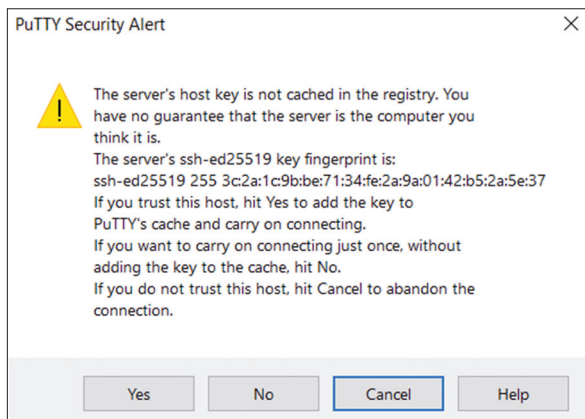 PuTTY Security Alert
The server's host key is not cached in the registry. You
have no guarantee that the server is the computer you
think it is.
The server's ssh-ed25519 key fingerprint is:
ssh-ed25519 255 3c:2a:1c:9b:be:71:34:fe:2a:9a:01:42:b5:2a:5e:37
If you trust this host, hit Yes to add the key to
PuTTY's cache and carry on connecting.
If you want to carry on connecting just once, without
adding the key to the cache, hit No.
If you do not trust this host, hit Cancel to abandon the
connection.
Yes No Cancel Help